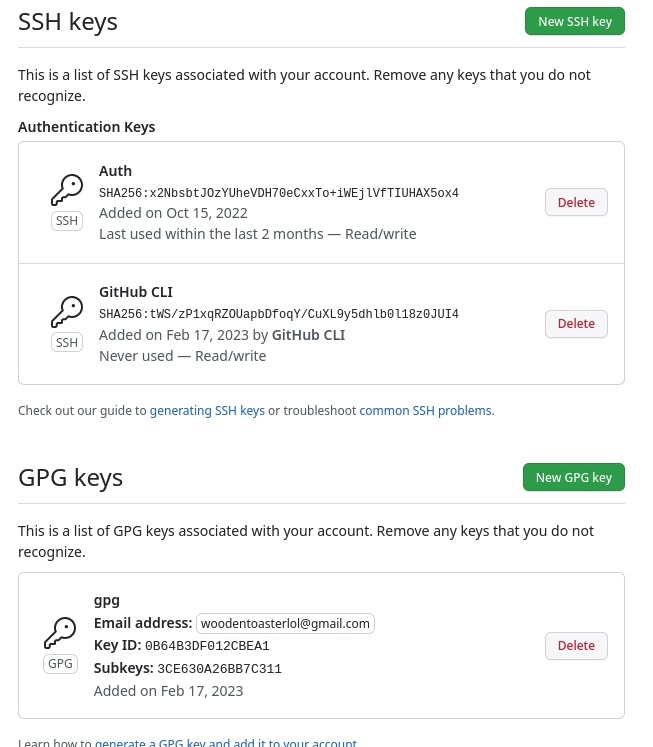 SSH keys
New SSH key
This is a list of SSH keys associated with your account. Remove any keys that you do not
recognize.
Authentication Keys
Auth
SHA256:x2NbsbtJOzYUheVDH70eCxxTo+iWEjlVfTIUHAX5ox4
Added on Oct 15, 2022
Last used within the last 2 months — Read/write
SSH
Delete
GitHub CLI
SHA256:tWS/zP1xqRZOUapbDfoqY/CuXL9y5dhlb0l18z0JUI4
Added on Feb 17, 2023 by GitHub CLI
Never used — Read/write
SSH
Delete
Check out our guide to generating SSH keys or troubleshoot common SSH problems.
GPG keys
New GPG key
This is a list of GPG keys associated with your account. Remove any keys that you do not
recognize.
gpg
Email address: woodentoasterlol@gmail.com
Key ID: 0B64B3DF012CBEA1
Subkeys: 3CE630A26BB7C311
Added on Feb 17, 2023
GPG
Delete
Learn how to generate a GPG key and add it to your account